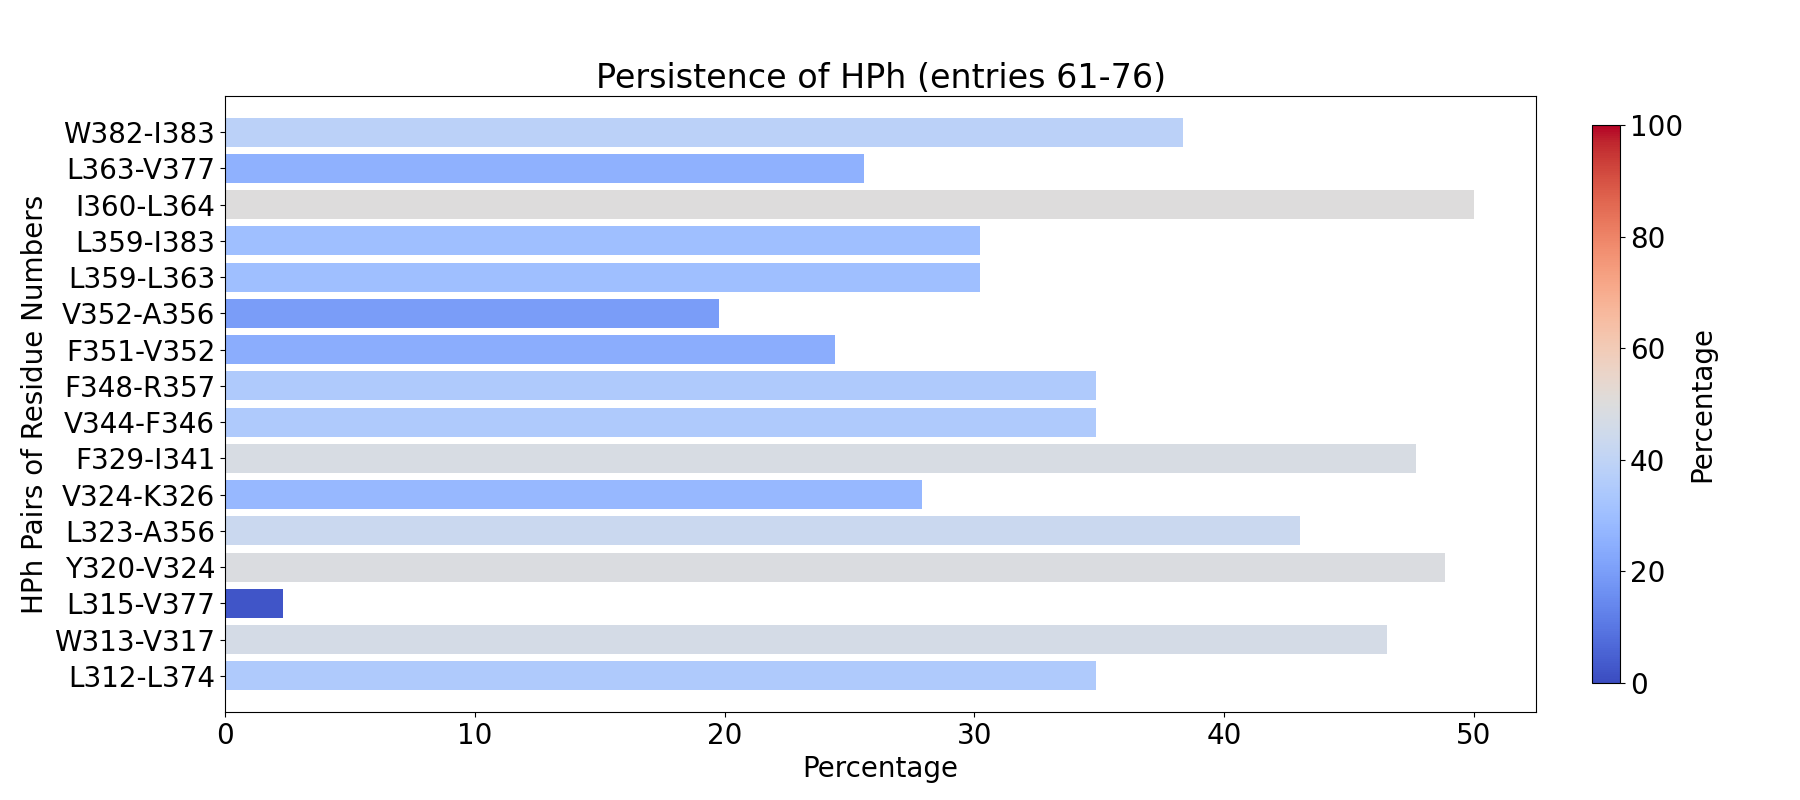 Persistence of HPh (entries 61-76)
HPh Pairs of Residue Numbers
W382-I383
L363-V377
I360-L364
L359-I383
L359-L363
V352-A356
F351-V352
F348-R357
V344-F346
F329-I341
V324-K326
L323-A356
Y320-V324
L315-V377
W313-V317
L312-L374
0 10 20 30 40 50
Percentage
100
80
60
40
20
0
Percentage